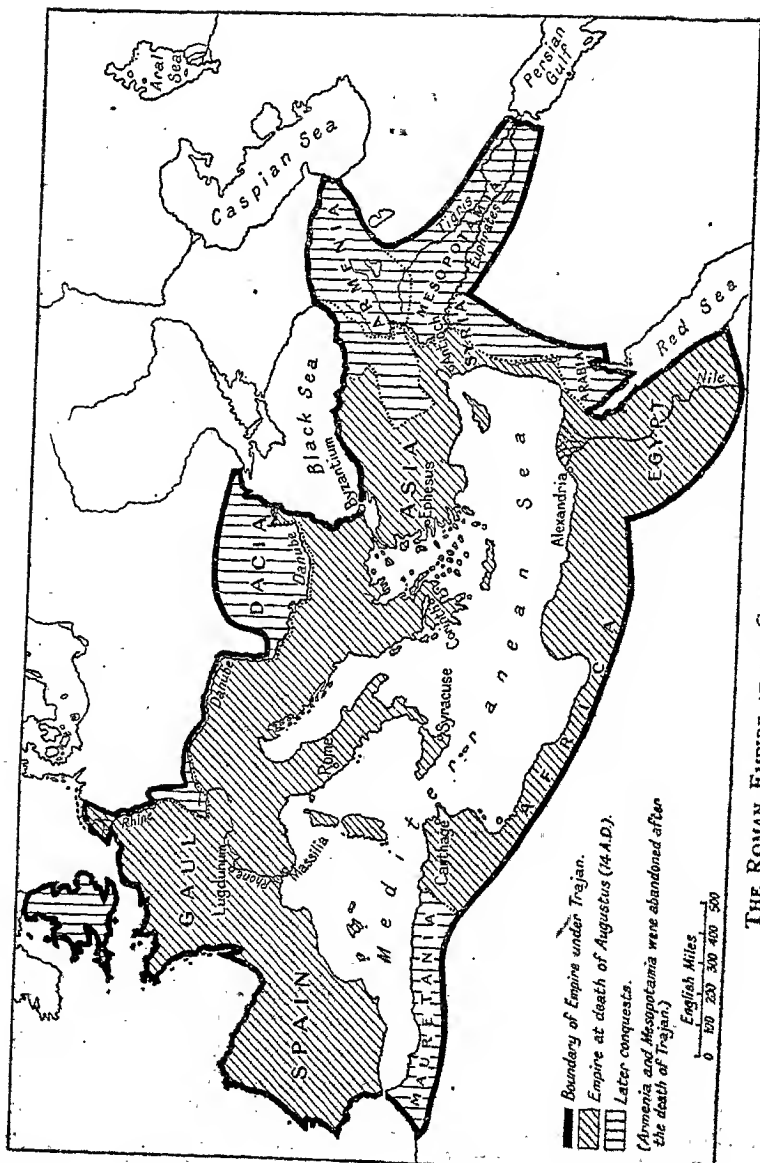 Aral
Sea
Caspian Sea
Persian
Gulf
ARMENIA
Tigris
MESOPOTAMIA
Euphrates
Antioch
SYRIA
ARABIA
Red Sea
Nile
EGYPT
Black Sea
Byzantium
ASIA
Ephesus
Alexandria
DACIA
Danube
Danube
Corinth
Mediterranean Sea
Syracuse
Rome
AFRICA
Rhine
GAUL
Lugdunum
Rhone
Massilia
Carthage
SPAIN
MAURETANIA
Boundary of Empire under Trajan.
Empire at death of Augustus (14 A.D.).
Later conquests.
(Armenia and Mesopotamia were abandoned after
the death of Trajan.)
English Miles
0 100 200 300 400 500
THE ROMAN EMPIRE